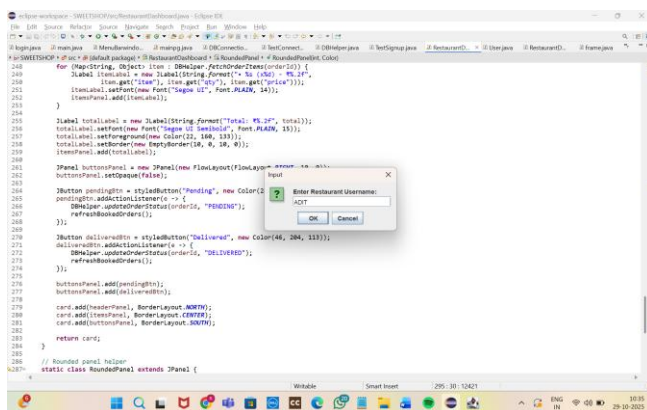 eclipse-workspace - SWEETSHOP/src/RestaurantDashboard.java - Eclipse IDE
File Edit Source Refactor Source Navigate Search Project Run Window Help
login.java main.java MenuBarwindo... maing.java DBConnectio... TestConnect... DBHelper.java TestSignup.java RestaurantD... User.java RestaurantD... frame.java
SWEETSHOP src (default package) RestaurantDashboard RoundedPanel RoundedPanel(int, Color)
248 for (Map<String, Object> item : DBHelper.fetchOrderItems(orderId)) {
249 JLabel itemLabel = new JLabel(String.format("• %s (x%d) - ₹%.2f",
250 item.get("item"), item.get("qty"), item.get("price")));
251 itemLabel.setFont(new Font("Segoe UI", Font.PLAIN, 14));
252 itemsPanel.add(itemLabel);
253 }
254
255 JLabel totalLabel = new JLabel(String.format("Total: ₹%.2f", total));
256 totalLabel.setFont(new Font("Segoe UI Semibold", Font.PLAIN, 15));
257 totalLabel.setForeground(new Color(22, 160, 133));
258 totalLabel.setBorder(new EmptyBorder(10, 0, 10, 0));
259 itemsPanel.add(totalLabel);
260
261 JPanel buttonsPanel = new JPanel(new FlowLayout(FlowLayout.RIGHT, 10, 0));
262 buttonsPanel.setOpaque(false);
263
264 JButton pendingBtn = styledButton("Pending", new Color(2
265 pendingBtn.addActionListener(e -> {
266 DBHelper.updateOrderStatus(orderId, "PENDING");
267 refreshBookedOrders();
268 });
269
270 JButton deliveredBtn = styledButton("Delivered", new Color(46, 204, 113));
271 deliveredBtn.addActionListener(e -> {
272 DBHelper.updateOrderStatus(orderId, "DELIVERED");
273 refreshBookedOrders();
274 });
275
276 buttonsPanel.add(pendingBtn);
277 buttonsPanel.add(deliveredBtn);
278
279 card.add(headerPanel, BorderLayout.NORTH);
280 card.add(itemsPanel, BorderLayout.CENTER);
281 card.add(buttonsPanel, BorderLayout.SOUTH);
282
283 return card;
284 }
285
286 // Rounded panel helper
287 static class RoundedPanel extends JPanel {
Input
Enter Restaurant Username:
ADIT
OK Cancel
Writable Smart Insert 295 : 30 : 12421
ENG
IN
10:35
29-10-2025